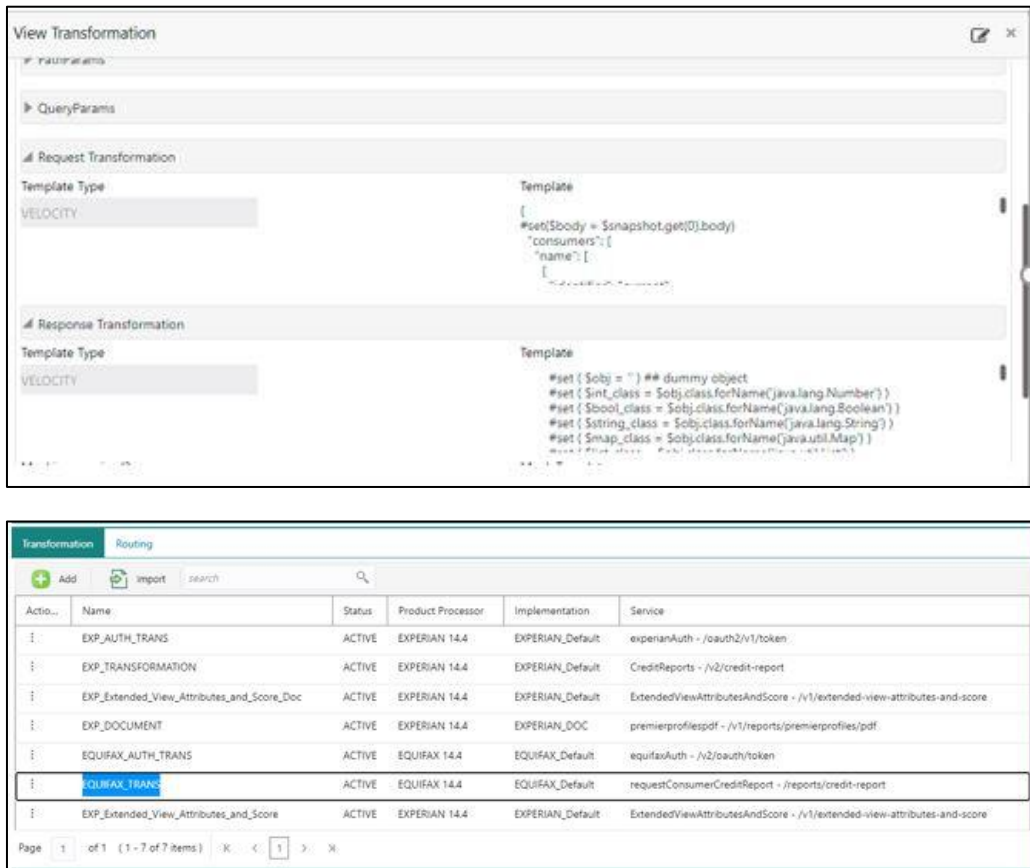 View Transformation
PathParams
QueryParams
Request Transformation
Template Type
Template
VELOCITY
{
#set($body = $snapshot.get(0).body)
"consumers": [
"name": [
[
"identifier": "current",
Response Transformation
Template Type
Template
VELOCITY
#set ( $obj = '' ) ## dummy object
#set ( $int_class = $obj.class.forName('java.lang.Number') )
#set ( $bool_class = $obj.class.forName('java.lang.Boolean') )
#set ( $string_class = $obj.class.forName('java.lang.String') )
#set ( $map_class = $obj.class.forName('java.util.Map') )
Transformation Routing
Add Import search
Actio... Name Status Product Processor Implementation Service
EXP_AUTH_TRANS ACTIVE EXPERIAN 14.4 EXPERIAN_Default experianAuth - /oauth2/v1/token
EXP_TRANSFORMATION ACTIVE EXPERIAN 14.4 EXPERIAN_Default CreditReports - /v2/credit-report
EXP_Extended_View_Attributes_and_Score_Doc ACTIVE EXPERIAN 14.4 EXPERIAN_Default ExtendedViewAttributesAndScore - /v1/extended-view-attributes-and-score
EXP_DOCUMENT ACTIVE EXPERIAN 14.4 EXPERIAN_DOC premierprofilespdf - /v1/reports/premierprofiles/pdf
EQUIFAX_AUTH_TRANS ACTIVE EQUIFAX 14.4 EQUIFAX_Default equifaxAuth - /v2/oauth/token
EQUIFAX_TRANS ACTIVE EQUIFAX 14.4 EQUIFAX_Default requestConsumerCreditReport - /reports/credit-report
EXP_Extended_View_Attributes_and_Score ACTIVE EXPERIAN 14.4 EXPERIAN_Default ExtendedViewAttributesAndScore - /v1/extended-view-attributes-and-score
Page 1 of 1 (1 - 7 of 7 items) K < 1 > X